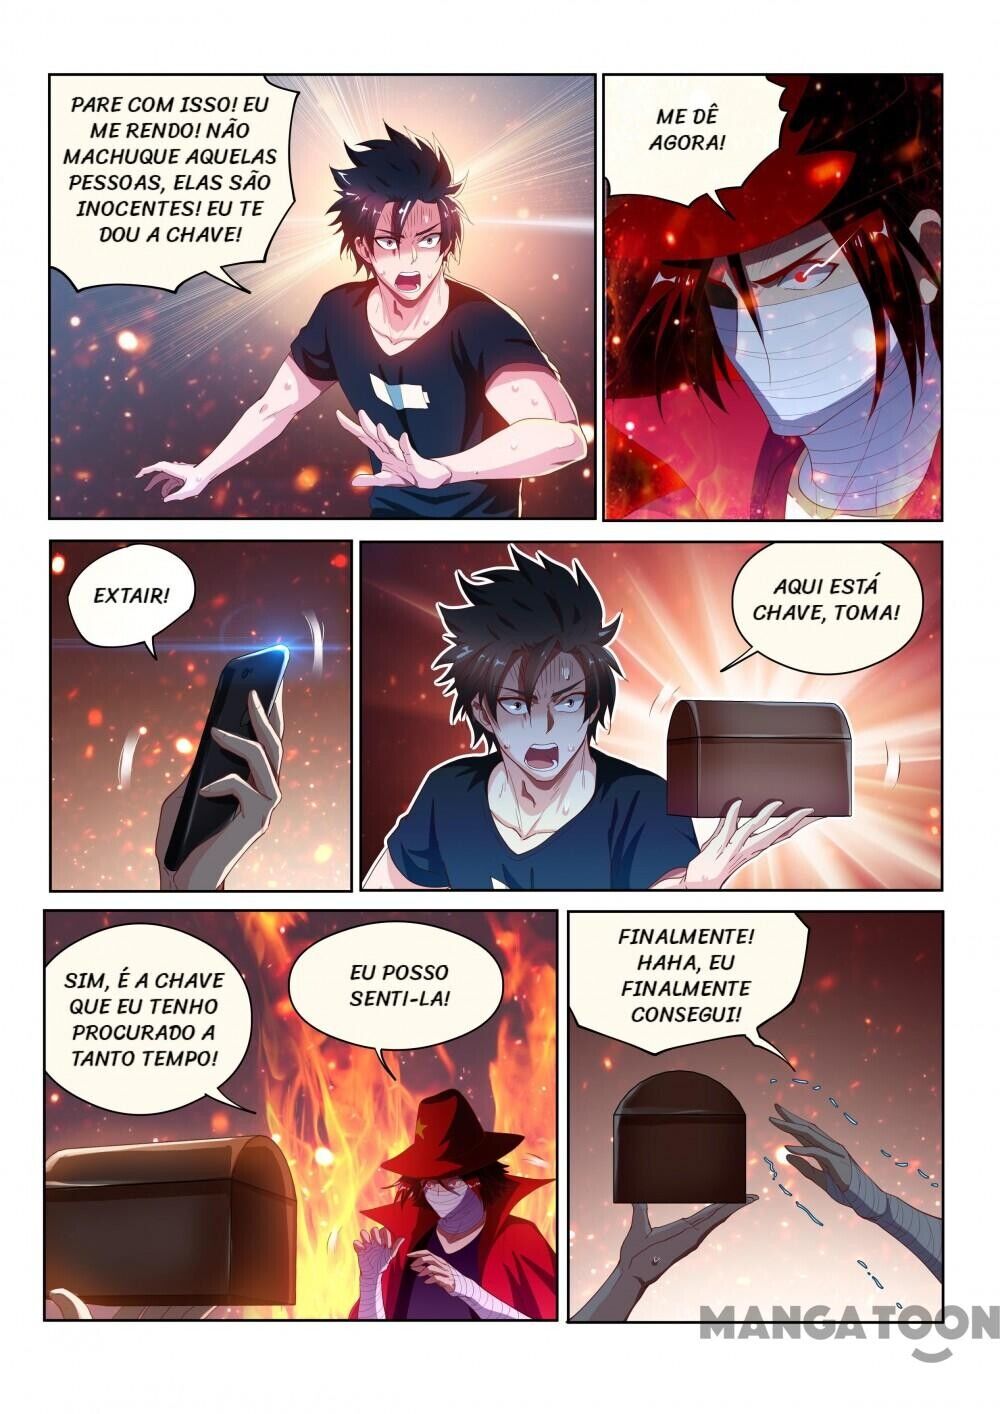 PARE COM ISSO! EU
ME RENDO! NÃO
MACHUQUE AQUELAS
PESSOAS, ELAS SÃO
INOCENTES! EU TE
DOU A CHAVE!
ME DÊ
AGORA!
EXTAIR!
AQUI ESTÁ
CHAVE, TOMA!
SIM, É A CHAVE
QUE EU TENHO
PROCURADO A
TANTO TEMPO!
EU POSSO
SENTI-LA!
FINALMENTE!
HAHA, EU
FINALMENTE
CONSEGUI!
MANGATOON